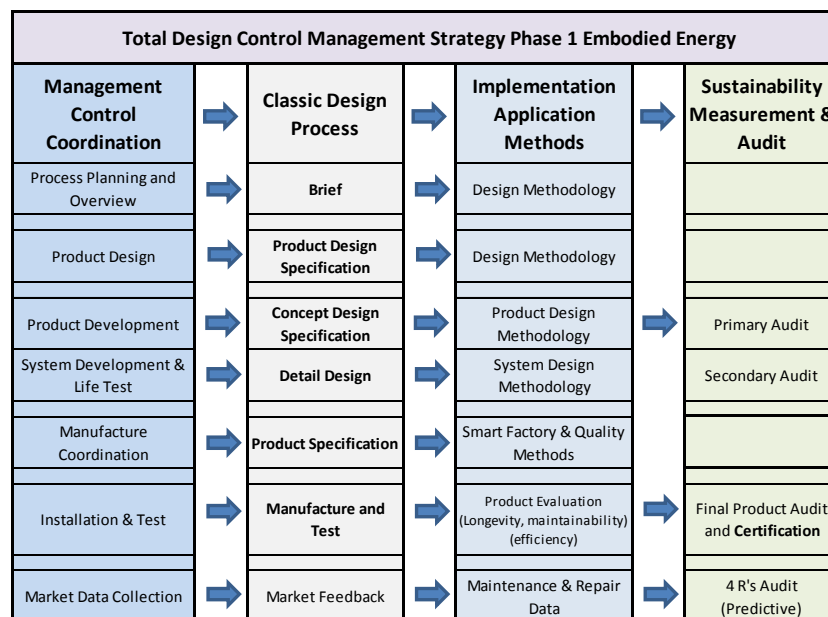 Total Design Control Management Strategy Phase 1 Embodied Energy
Management
Control
Coordination
Classic Design
Process
Implementation
Application
Methods
Sustainability
Measurement &
Audit
Process Planning and
Overview
Brief
Design Methodology
Product Design
Product Design
Specification
Design Methodology
Product Development
Concept Design
Specification
Product Design
Methodology
Primary Audit
System Development &
Life Test
Detail Design
System Design
Methodology
Secondary Audit
Manufacture
Coordination
Product Specification
Smart Factory & Quality
Methods
Installation & Test
Manufacture and
Test
Product Evaluation
(Longevity, maintainability)
(efficiency)
Final Product Audit
and Certification
Market Data Collection
Market Feedback
Maintenance & Repair
Data
4 R's Audit
(Predictive)